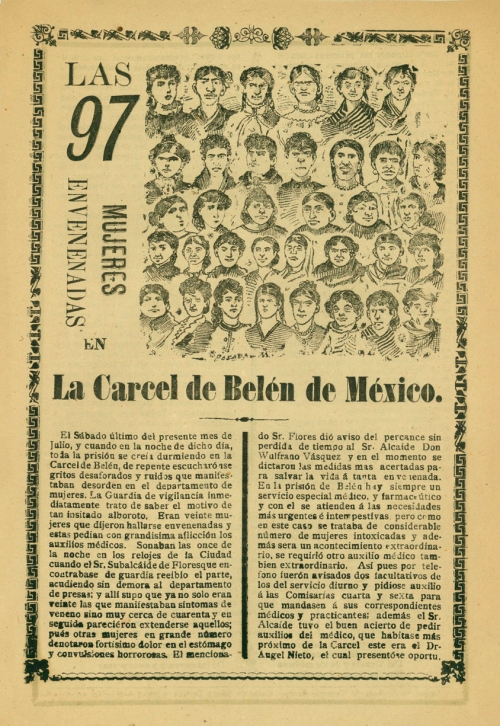 LAS
97
MUJERES
ENVENENADAS
EN
POSADA. M.
La Carcel de Belén de México.
El Sábado último del presente mes de
Julio, y cuando en la noche de dicho día,
toda la prisión se creía durmiendo en la
Carcel de Belén, de repente escucharónse
gritos desaforados y ruidos que manifes-
taban desorden en el departamento de
mujeres. La Guardia de vigilancia inme-
diatamente trato de saber el motivo de
tan iositado alboroto. Eran veinte mu-
jeres que dijeron hallarse envenenadas y
estas pedían con grandísima aflicción los
auxilios médicos. Sonaban las once de
la noche en los relojes de la Ciudad
cuando el Sr. Subalcáide de Floresque en-
contrabase de guardia recibío el parte,
acudiendo sin demora al departamento
de presas; y allí supo que ya no solo eran
veinte las que manifestaban síntomas de
veneno sino muy cerca de cuarenta y en
seguida pareciéron extenderse aquellos;
pués otras mujeres en grande número
denotaron fortísimo dolor en el estómago
y convulsiones horrorosas. El menciona-
do Sr. Flores dió aviso del percance sin
perdida de tiempo al Sr. Alcaide Don
Wulfrano Vásquez y en el momento se
dictaron las medidas mas acertadas pa-
ra salvar la vida á tanta envenada.
En la prisión de Belén hay siempre un
servicio especial médico, y farmacéutico
y con el se atienden á las necesidades
más urgentes é intempestivas. pero cmo
en este caso se trataba de considerable
número de mujeres intoxicadas y ade-
más sera un acontecimiento extraordina-
rio, se requirió otro auxilio médico tam-
bien extraordinario. Así pues por tele-
fono fueron avisados dos facultativos de
los del servicio diurno y pidiose auxilio
á las Comisarías cuarta y sexta para
que mandasen á sus correspondientes
médicos y practicantes; además el Sr.
Alcaíde tuvo el buen acierto de pedir
auxilios del médico, que habitase más
próximo de la Carcel este era el Dr-
Angel Nieto, el cual presentóse oportu.